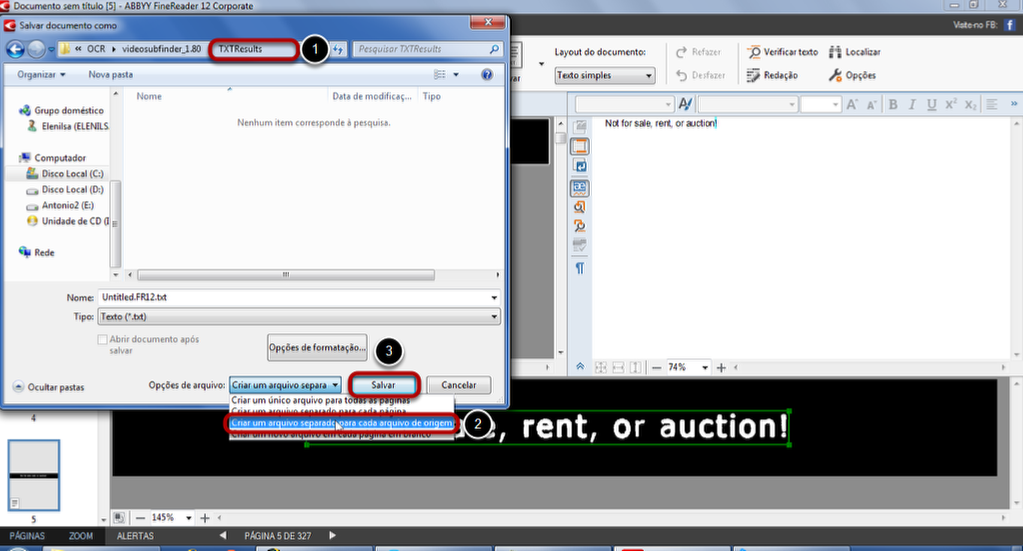 Documento sem título [5] - ABBYY FineReader 12 Corporate
Salvar documento como
Visite-no FB:
« OCR ▸ videosubfinder_1.80 ▸ TXTResults
1
Pesquisar TXTResults
Organizar
Nova pasta
Layout do documento:
Texto simples
Refazer
Desfazer
Verificar texto
Localizar
Redação
Opções
Nome
Data de modificaç...
Tipo
Nenhum item corresponde à pesquisa.
Grupo doméstico
Elenilsa (ELENILS
Computador
Disco Local (C:)
Disco Local (D:)
Antonio2 (E:)
Unidade de CD (
Rede
B I U X² X₂
Not for sale, rent, or auction!
Nome: Untitled.FR12.txt
Tipo: Texto (*.txt)
Abrir documento após
salvar
Opções de formatação...
3
Ocultar pastas
Opções de arquivo:
Criar um arquivo separa
Salvar
Cancelar
Criar um único arquivo para todas as páginas
Criar um arquivo separado para cada página
Criar um arquivo separado para cada arquivo de origem
Criar um novo arquivo em cada página em branco
2
74%
, rent, or auction!
4
5
145%
PÁGINAS
ZOOM
ALERTAS
PÁGINA 5 DE 327